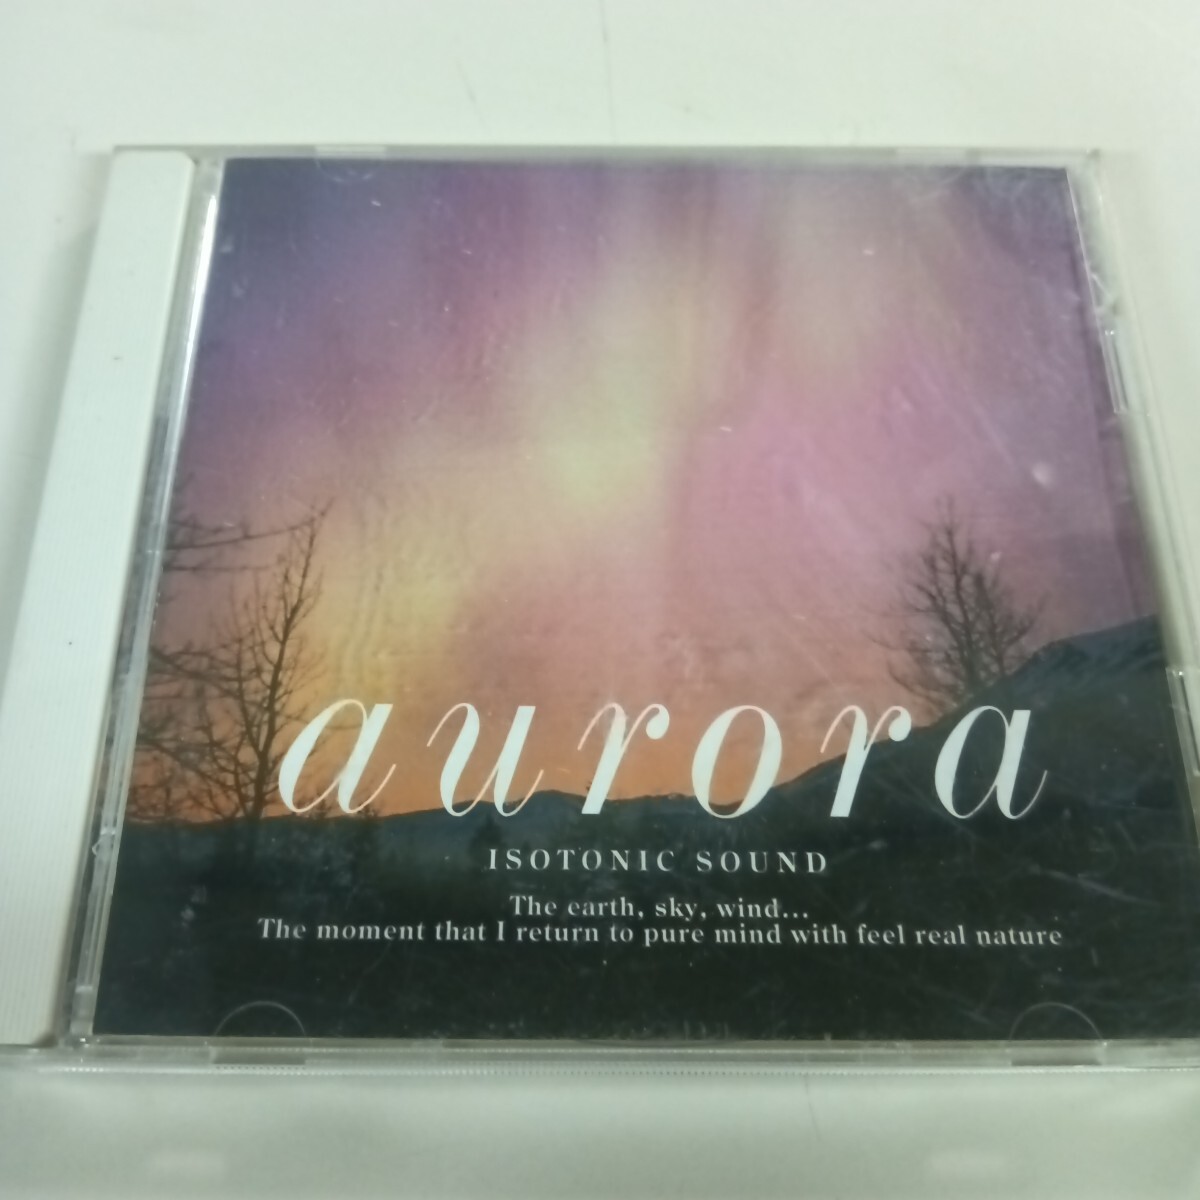 aurora
ISOTONIC SOUND
The earth, sky, wind...
The moment that I return to pure mind with feel real nature